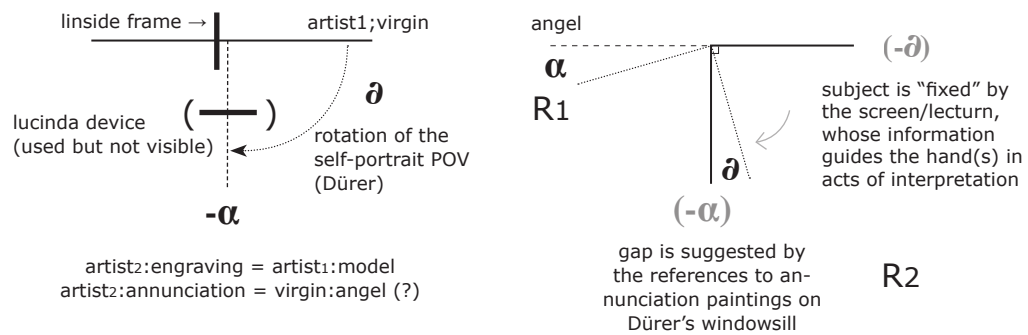 linside frame →
artist1;virgin
∂
( )
lucinda device
(used but not visible)
rotation of the
self-portrait POV
(Dürer)
-α
artist2:engraving = artist1:model
artist2:annunciation = virgin:angel (?)
angel
α
R1
(-∂)
subject is “fixed” by
the screen/lecturn,
whose information
guides the hand(s) in
acts of interpretation
∂
(-α)
gap is suggested by
the references to an-
nunciation paintings on
Dürer’s windowsill
R2